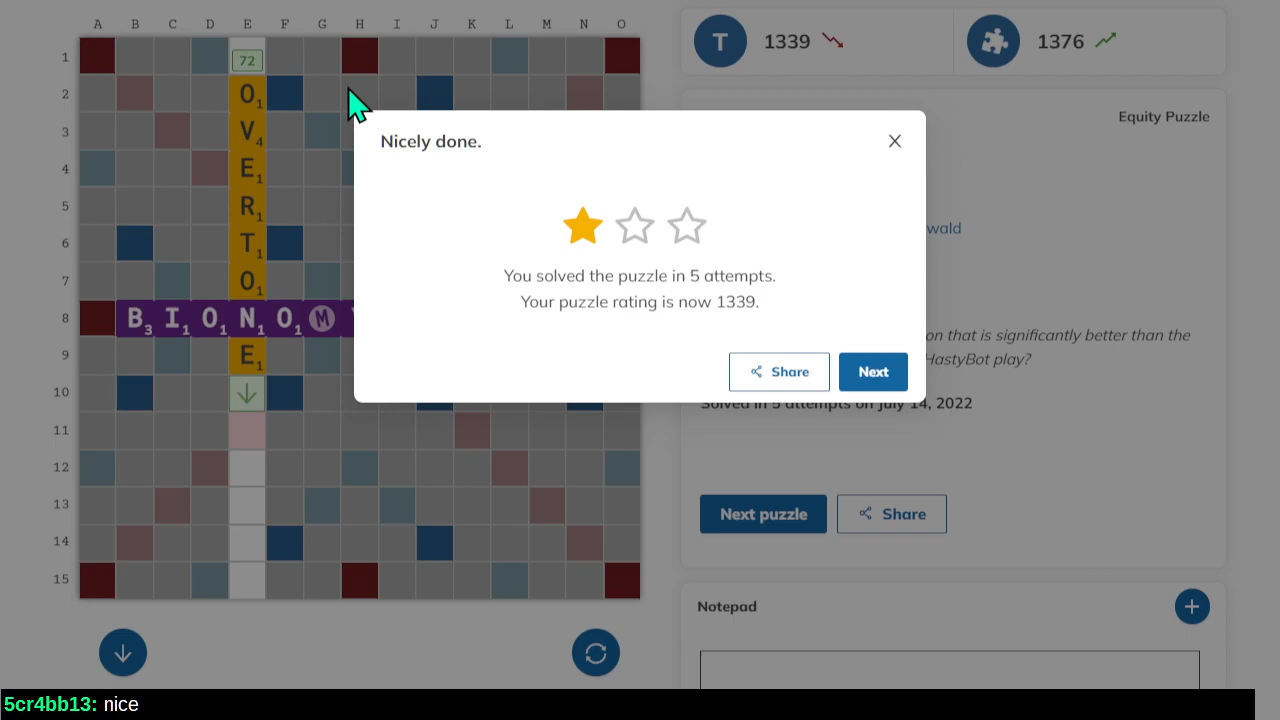 A B C D E F G H I J K L M N O
T 1339 1376
1 72
2 O1
3 V4
4 E1
5 R1
6 T1
7 O1
8 B3 I1 O1 N1 O1 M
9 E1
10
11
12
13
14
15
Equity Puzzle
Nicely done.
wald
You solved the puzzle in 5 attempts.
Your puzzle rating is now 1339.
on that is significantly better than the
HastyBot play?
Share Next
Solved in 5 attempts on July 14, 2022
Next puzzle Share
Notepad
5cr4bb13: nice